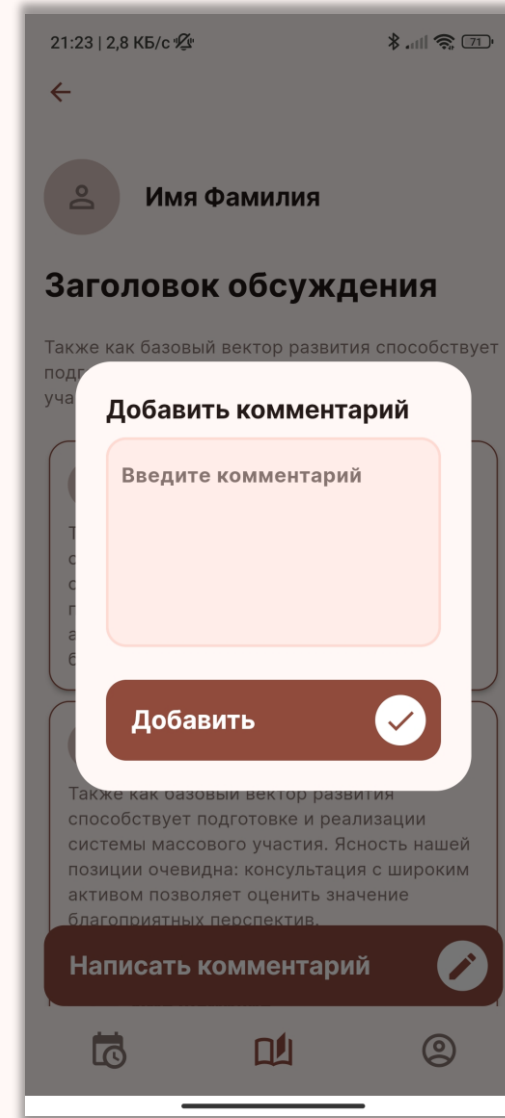 21:23 | 2,8 КБ/с
71
Имя Фамилия
Заголовок обсуждения
Также как базовый вектор развития способствует
Добавить комментарий
Введите комментарий
Добавить
Также как базовый вектор развития
способствует подготовке и реализации
системы массового участия. Ясность нашей
позиции очевидна: консультация с широким
активом позволяет оценить значение
благоприятных перспектив.
Написать комментарий